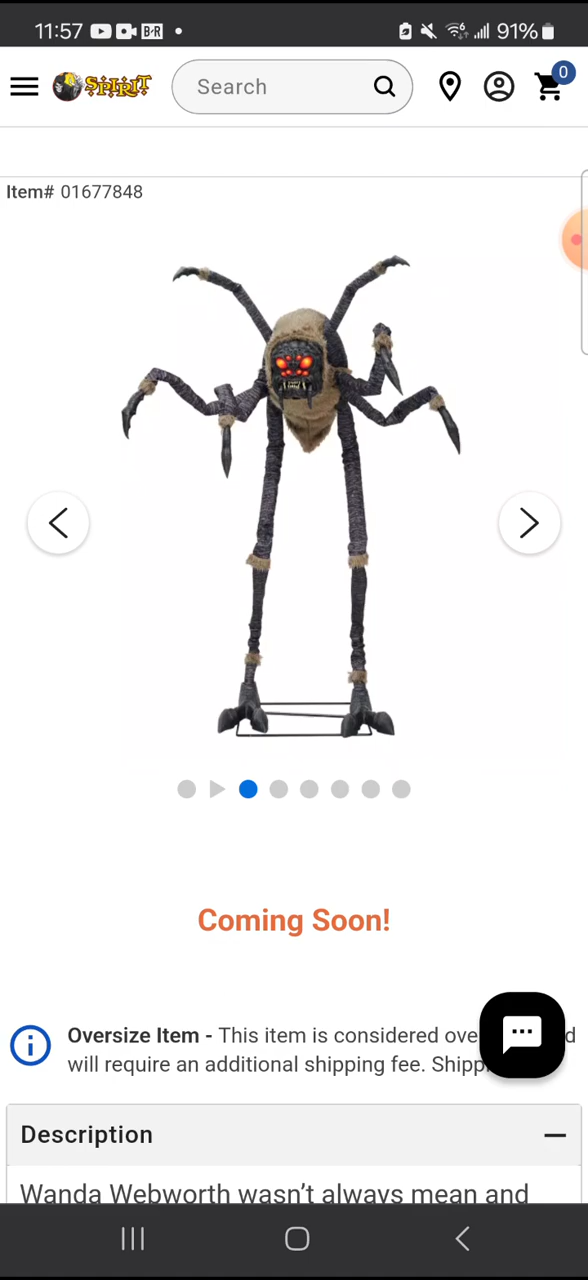 11:57 B•R 6 91%
SPIRIT Search 0
Item# 01677848
Coming Soon!
Oversize Item - This item is considered ove d
will require an additional shipping fee. Shipp
Description
Wanda Webworth wasn't always mean and